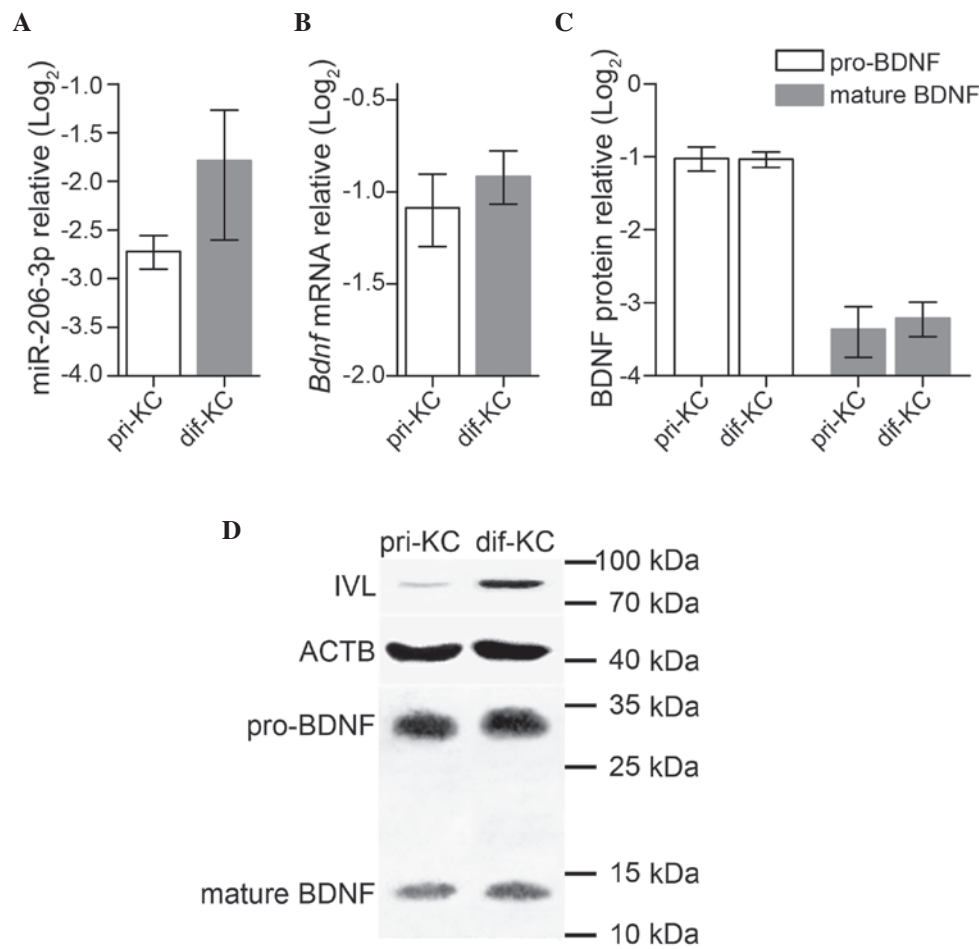 A
miR-206-3p relative (Log2)
-1.0
-1.5
-2.0
-2.5
-3.0
-3.5
-4.0
pri-KC
dif-KC
B
Bdnf mRNA relative (Log2)
-0.5
-1.0
-1.5
-2.0
pri-KC
dif-KC
C
BDNF protein relative (Log2)
pro-BDNF
mature BDNF
0
-1
-2
-3
-4
pri-KC
dif-KC
pri-KC
dif-KC
D
pri-KC dif-KC
IVL
100 kDa
70 kDa
ACTB
40 kDa
pro-BDNF
35 kDa
25 kDa
mature BDNF
15 kDa
10 kDa